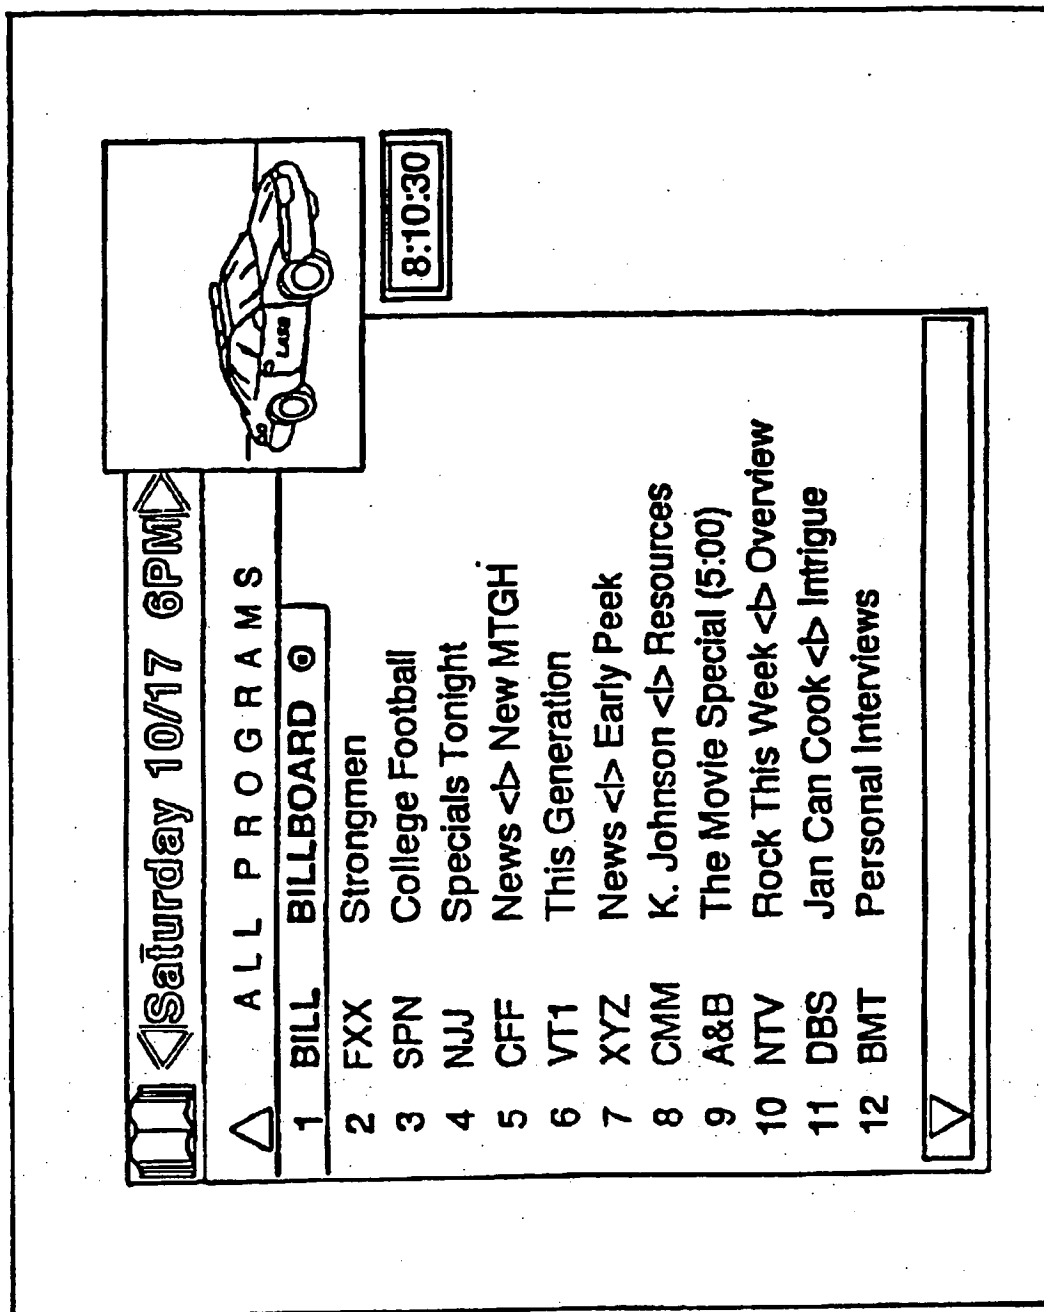 Saturday 10/17 6PM
ALL PROGRAMS
1 BILL BILLBOARD
2 FXX Strongmen
3 SPN College Football
4 NJJ Specials Tonight
5 CFF News <|> New MTGH
6 VT1 This Generation
7 XYZ News <|> Early Peek
8 CMM K. Johnson <|> Resources
9 A&B The Movie Special (5:00)
10 NTV Rock This Week <|> Overview
11 DBS Jan Can Cook <|> Intrigue
12 BMT Personal Interviews
LASB
8:10:30